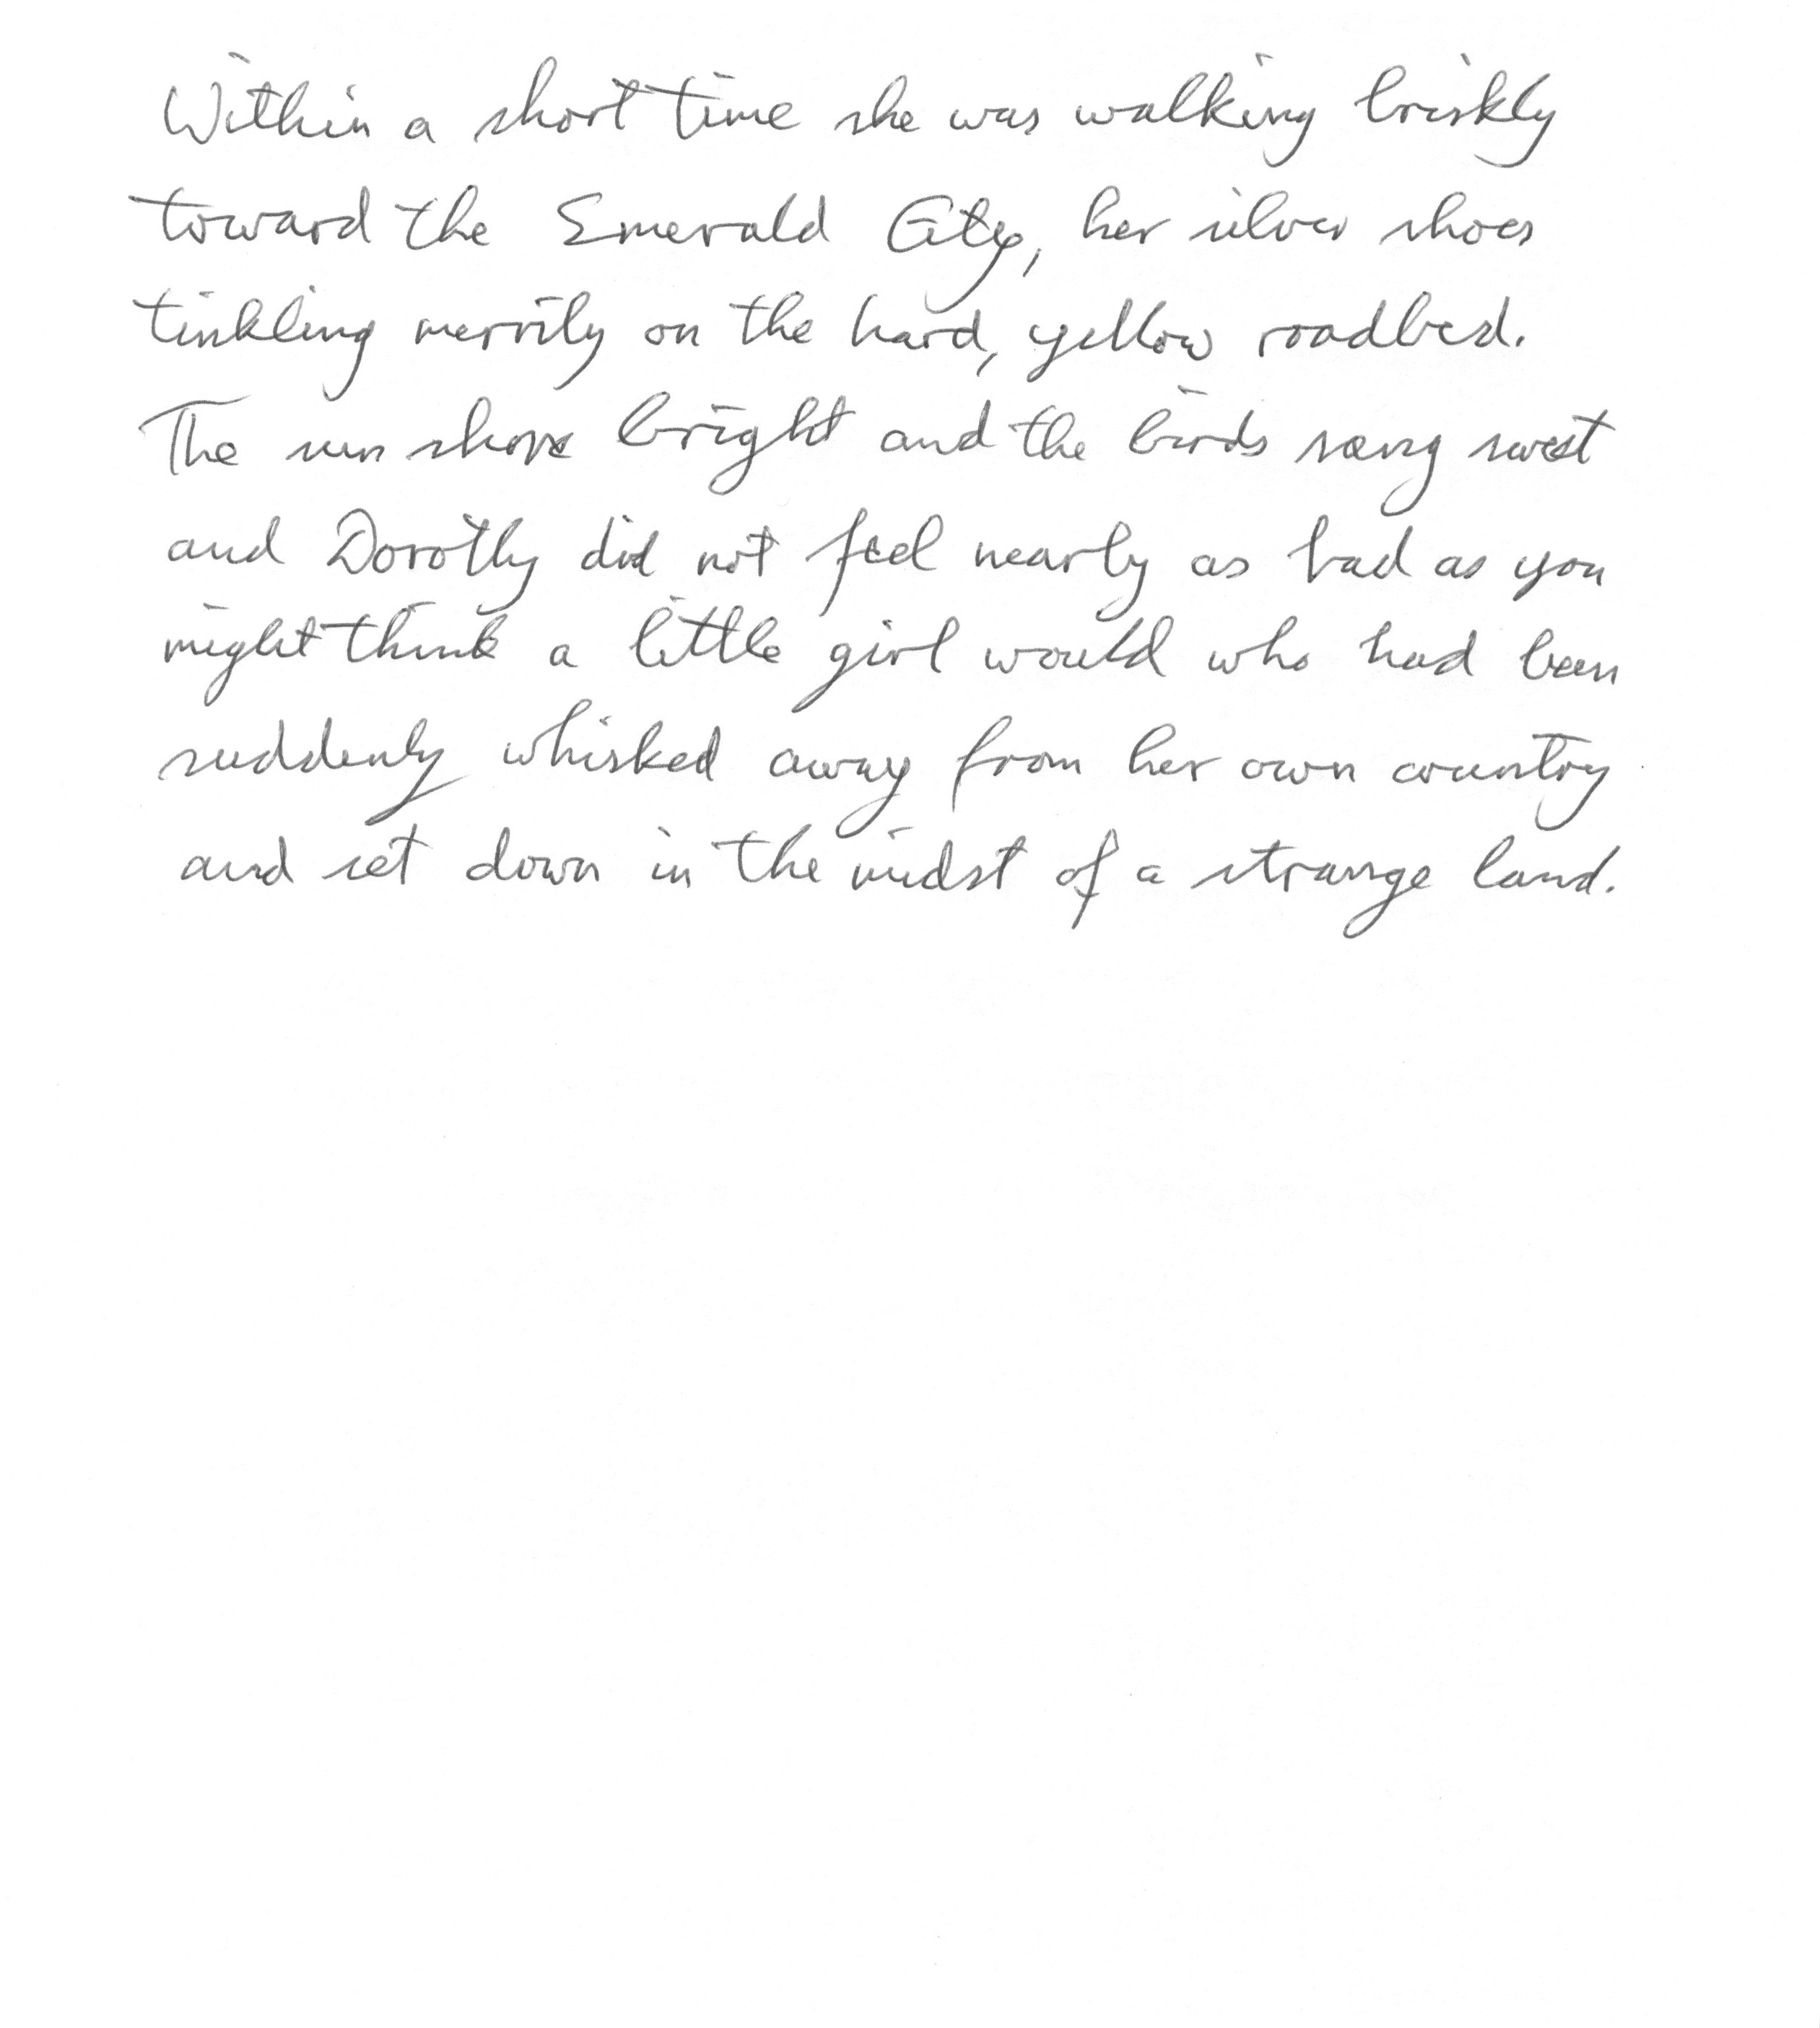 Within a short time she was walking briskly
toward the Emerald City, her silver shoes
tinkling merrily on the hard, yellow roadbed.
The sun shone bright and the birds sang sweet
and Dorothy did not feel nearly as bad as you
might think a little girl would who had been
suddenly whisked away from her own country
and set down in the midst of a strange land.